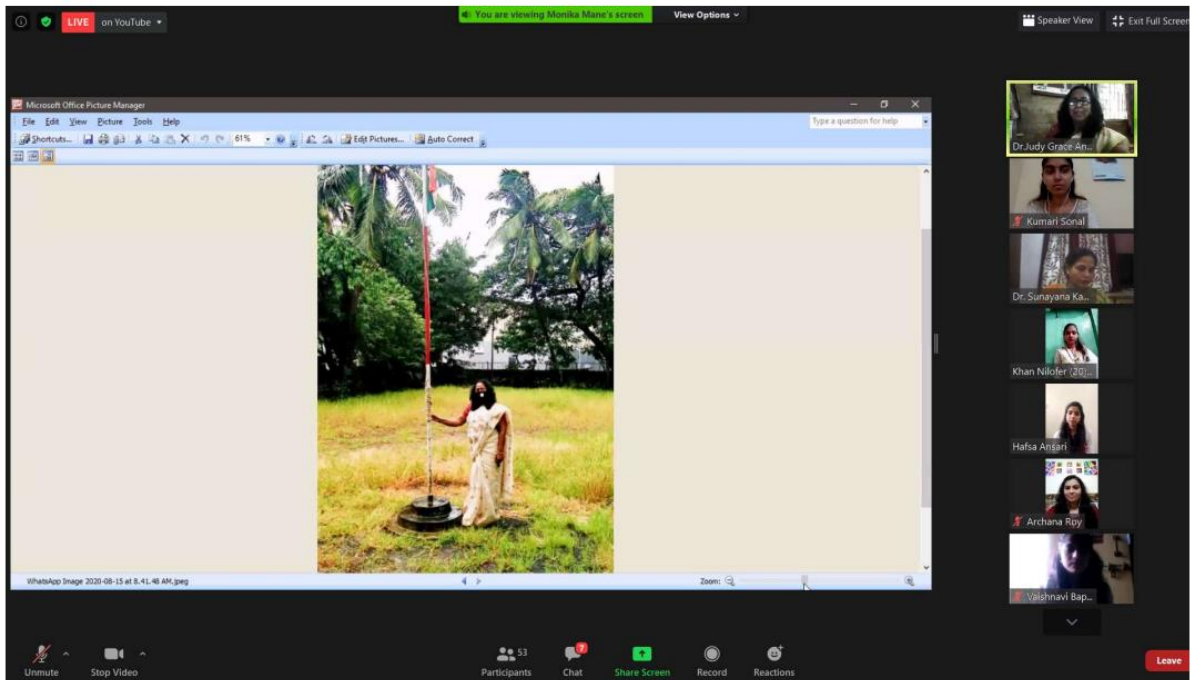 LIVE on YouTube
You are viewing Monika Mane's screen
View Options
Speaker View
Exit Full Screen
Microsoft Office Picture Manager
File Edit View Picture Tools Help
Type a question for help
Shortcuts...
61%
Edit Pictures...
Auto Correct
WhatsApp Image 2020-08-15 at 8.41.48 AM.jpeg
Zoom:
Dr.Judy Grace An...
Kumari Sonal
Dr. Sunayana Ka...
Khan Nilofer (20)...
Hafsa Ansari
Archana Roy
Vaishnavi Bap...
Unmute
Stop Video
53
Participants
7
Chat
Share Screen
Record
Reactions
Leave